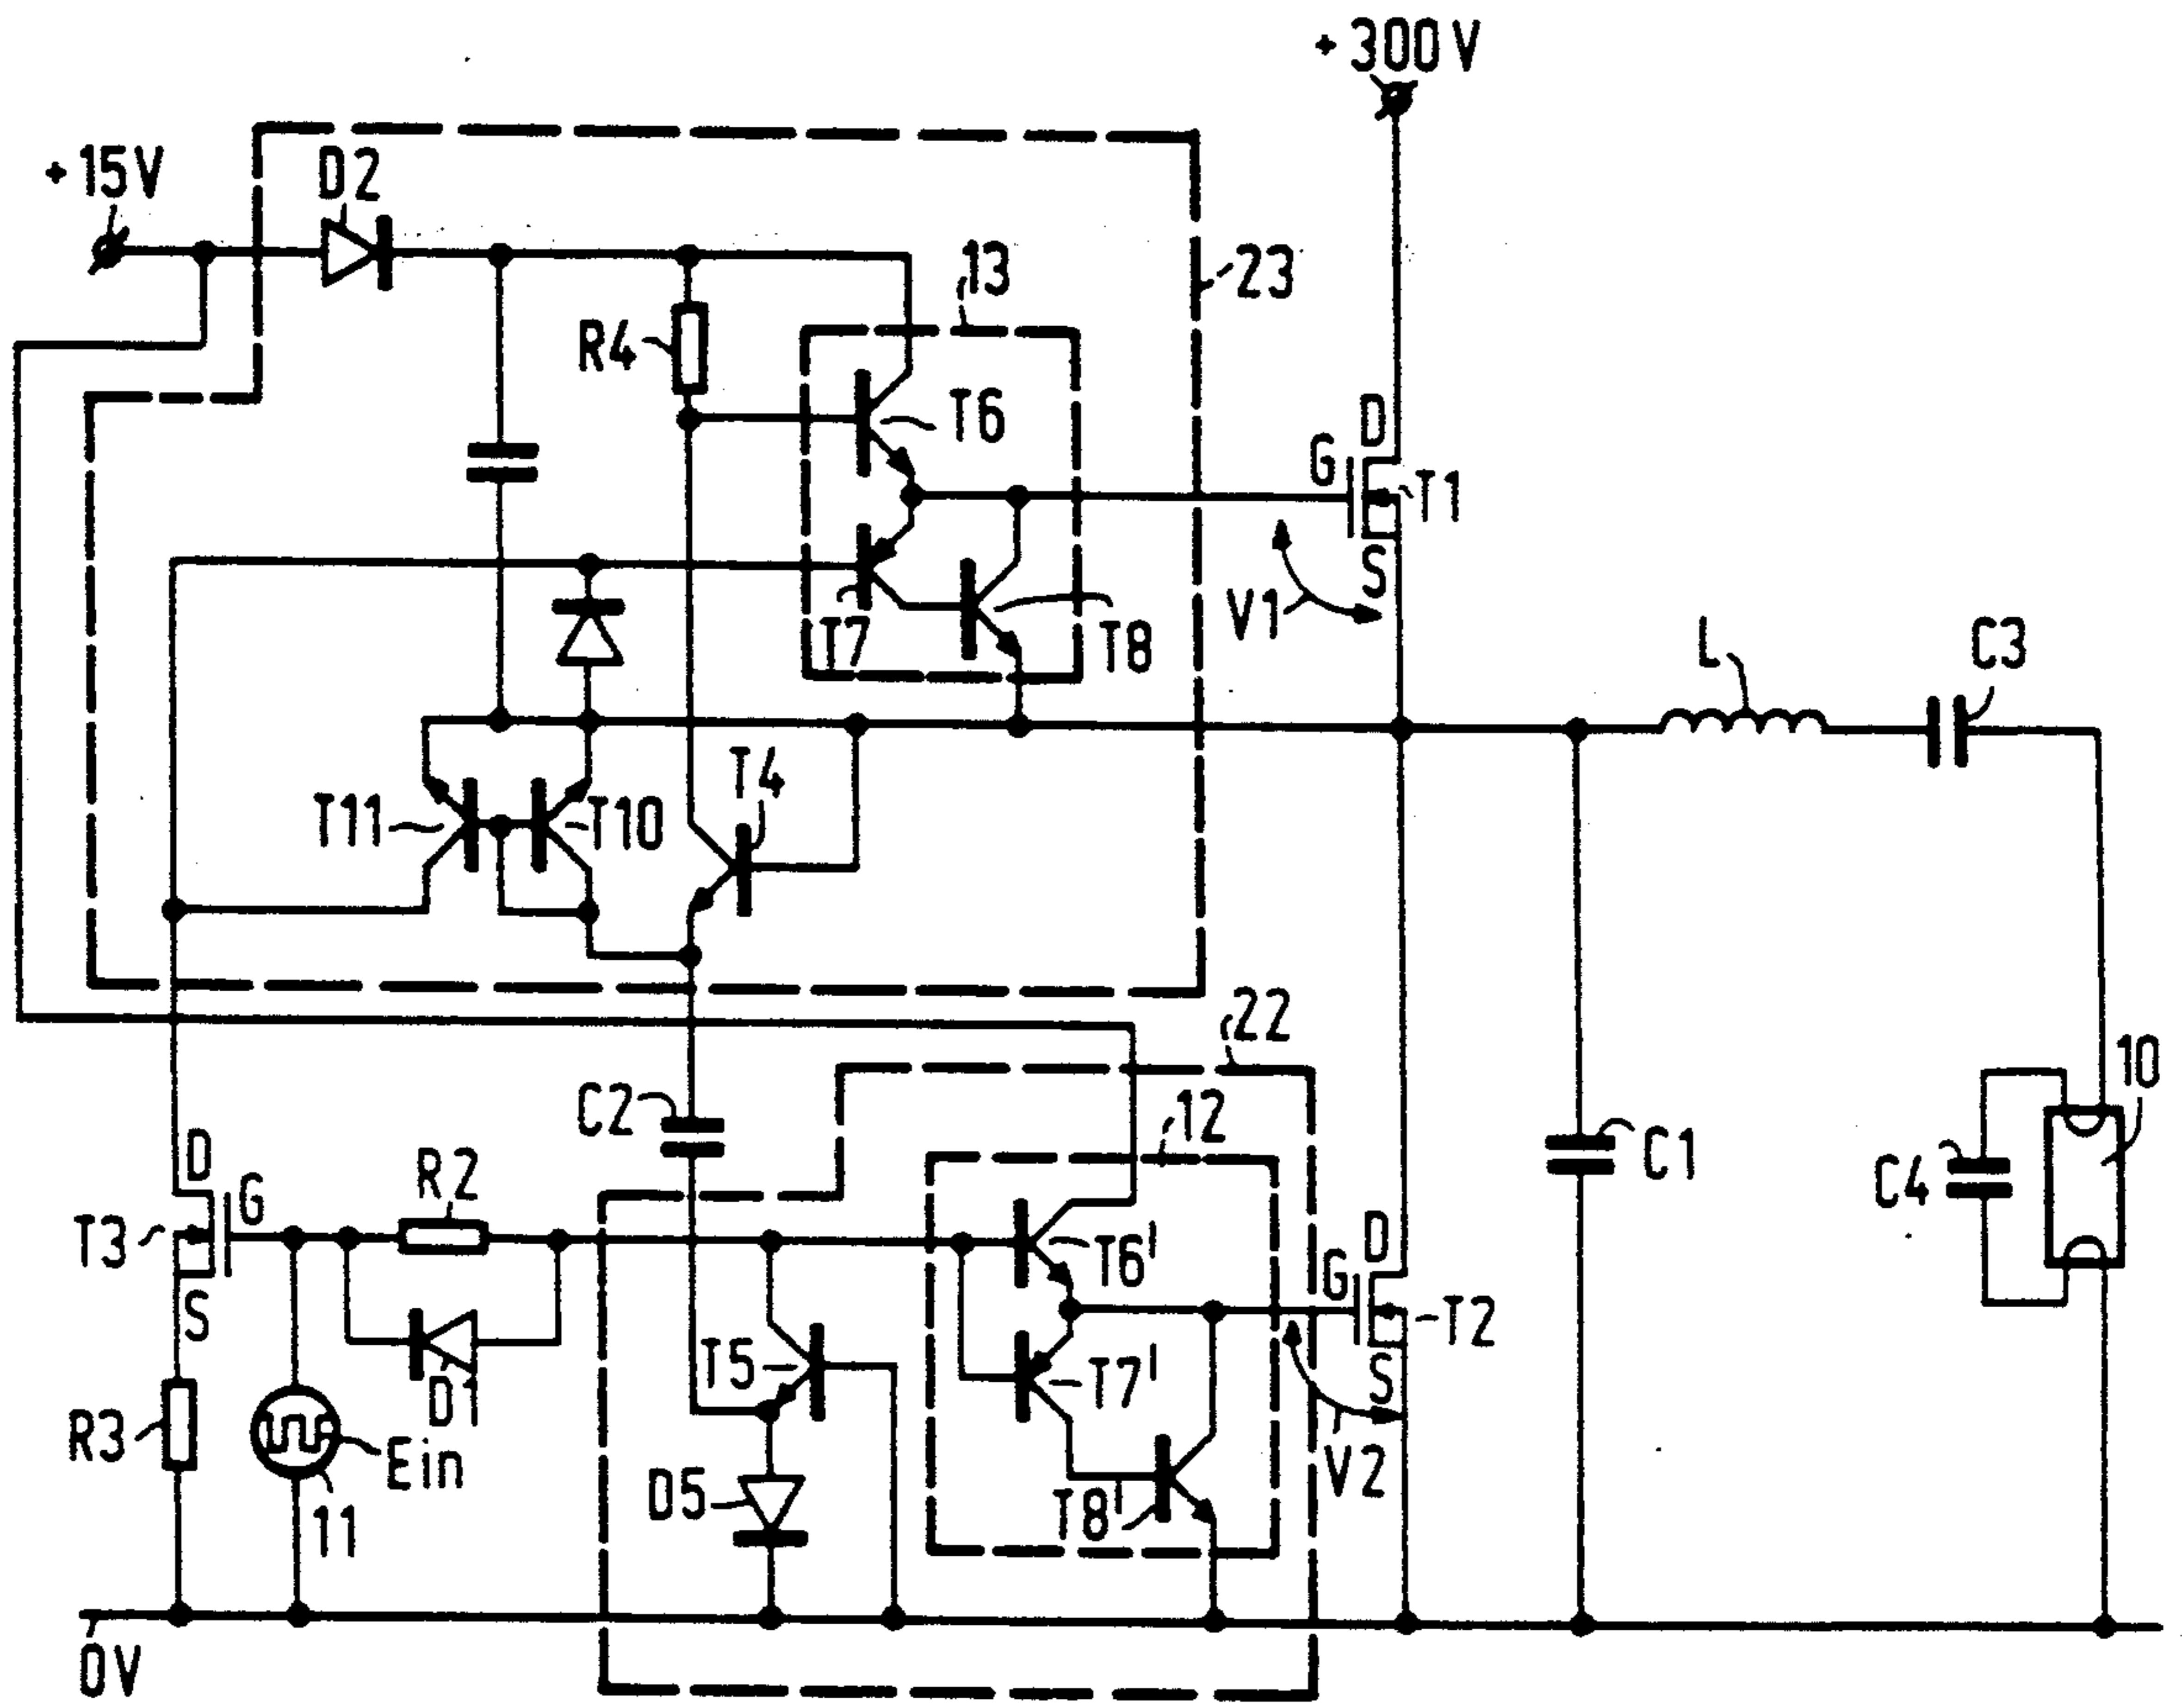 +300V
+15V
D2
13
23
R4
T6
D
G
T1
S
V1
T7
T8
L
C3
T4
T11
T10
22
C2
12
10
D
G
R2
C1
C4
T3
T6'
D
G
S
T5
T7'
T2
S
D1
R3
Ein
D5
V2
T8'
11
0V